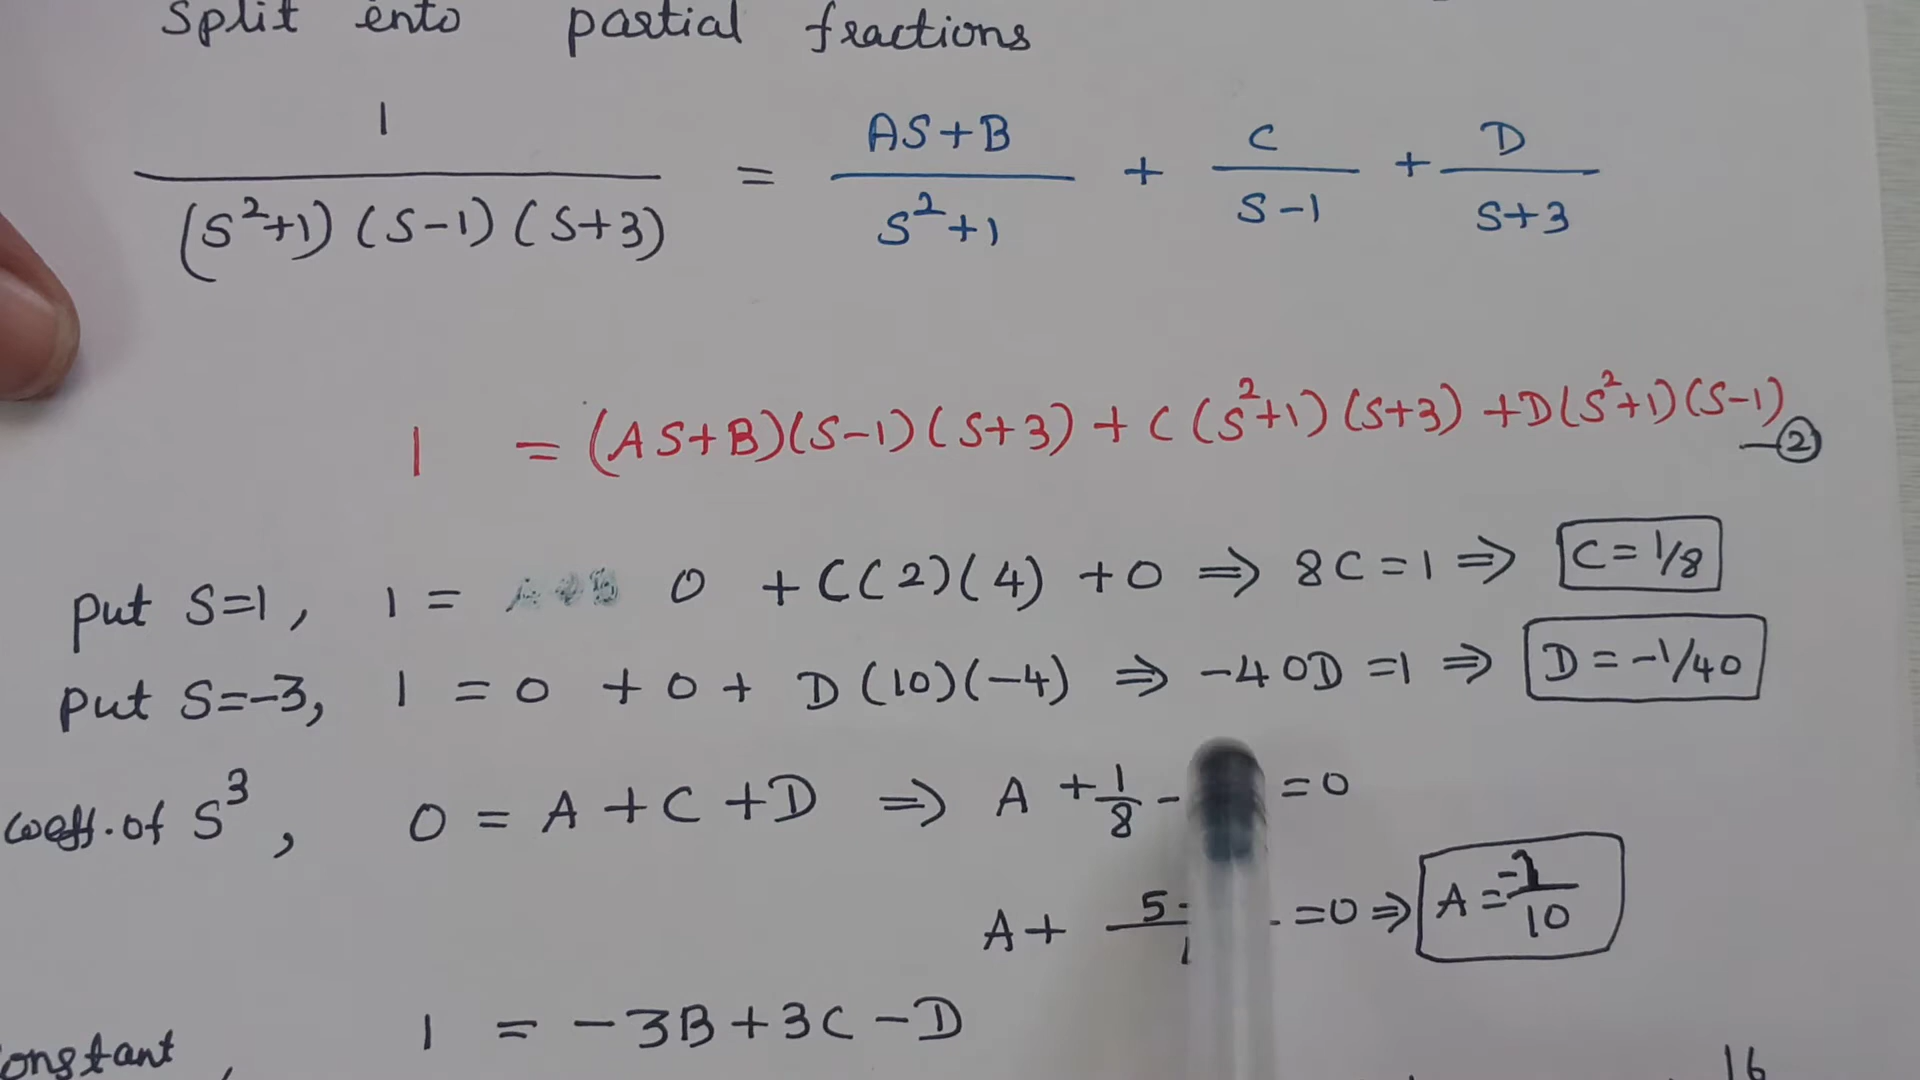 Split into partial fractions
1 / (S²+1)(S-1)(S+3) = AS+B / S²+1 + C / S-1 + D / S+3
1 = (AS+B)(S-1)(S+3) + C(S²+1)(S+3) +D(S²+1)(S-1) —②
put S=1, 1 = 0 + C(2)(4) +0 ⇒ 8C=1 ⇒ C=1/8
put S=-3, 1 = 0 + 0 + D(10)(-4) ⇒ -40D=1 ⇒ D=-1/40
coeff. of S³, 0 = A + C + D ⇒ A + 1/8 - =0
A + 5- =0 ⇒ A = -1/10
onstant, 1 = -3B+3C-D
16